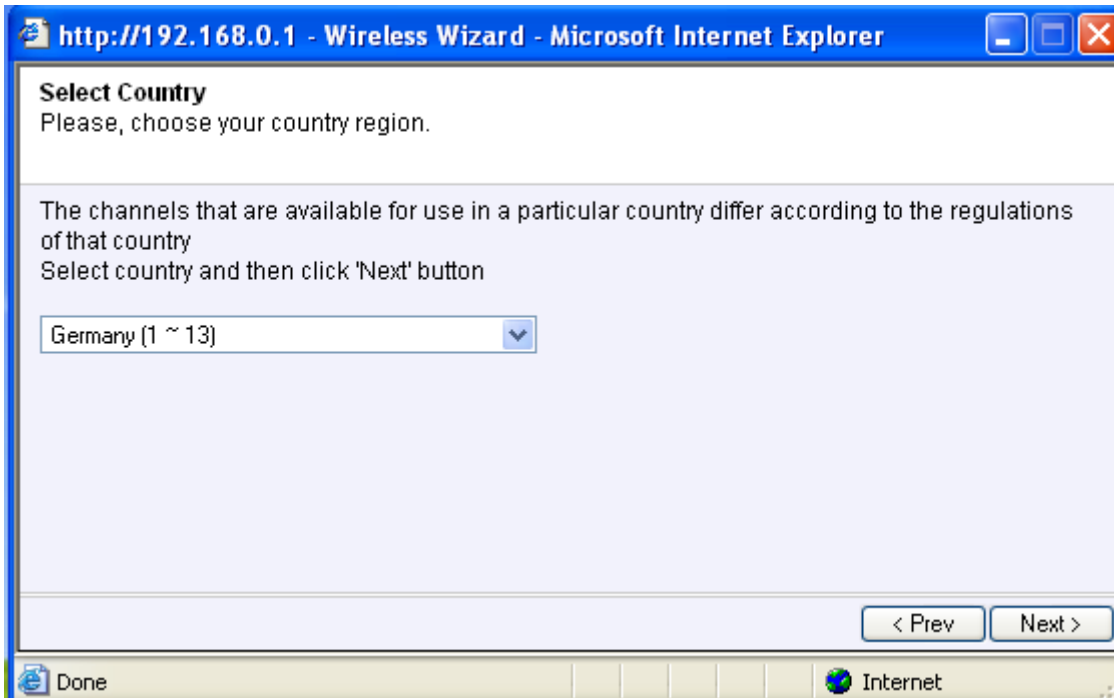 http://192.168.0.1 - Wireless Wizard - Microsoft Internet Explorer
Select Country
Please, choose your country region.
The channels that are available for use in a particular country differ according to the regulations
of that country
Select country and then click 'Next' button
Germany (1 ~ 13)
< Prev
Next >
Done
Internet